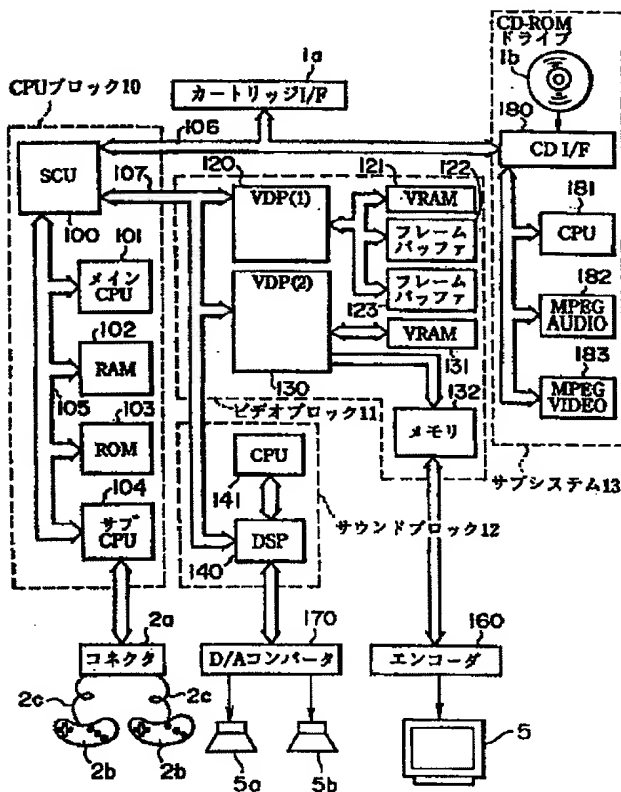 CD-ROM
ドライブ
1b
1a
カートリッジI/F
CPUブロック10
106
180
CD I/F
SCU
100
107
120
VDP(1)
121
VRAM
122
フレーム
バッファ
フレーム
バッファ
123
181
CPU
101
メイン
CPU
VDP(2)
130
VRAM
131
182
MPEG
AUDIO
102
RAM
105
183
MPEG
VIDEO
ビデオブロック11
132
メモリ
103
ROM
CPU
141
サブシステム13
104
サブ
CPU
サウンドブロック12
DSP
140
2a
コネクタ
170
D/Aコンバータ
160
エンコーダ
2c
2c
2b
2b
5a
5b
5